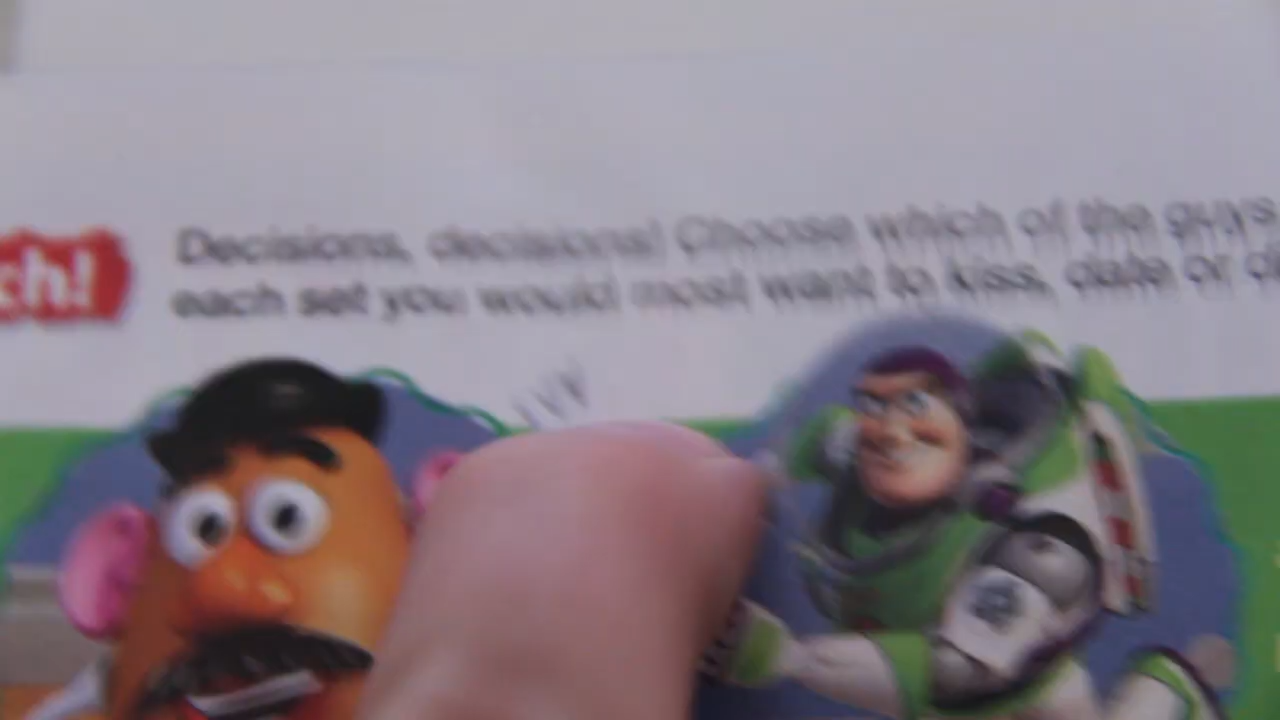 ch!
Decisions, decisions! Choose which of the guys
each set you would most want to kiss, date or